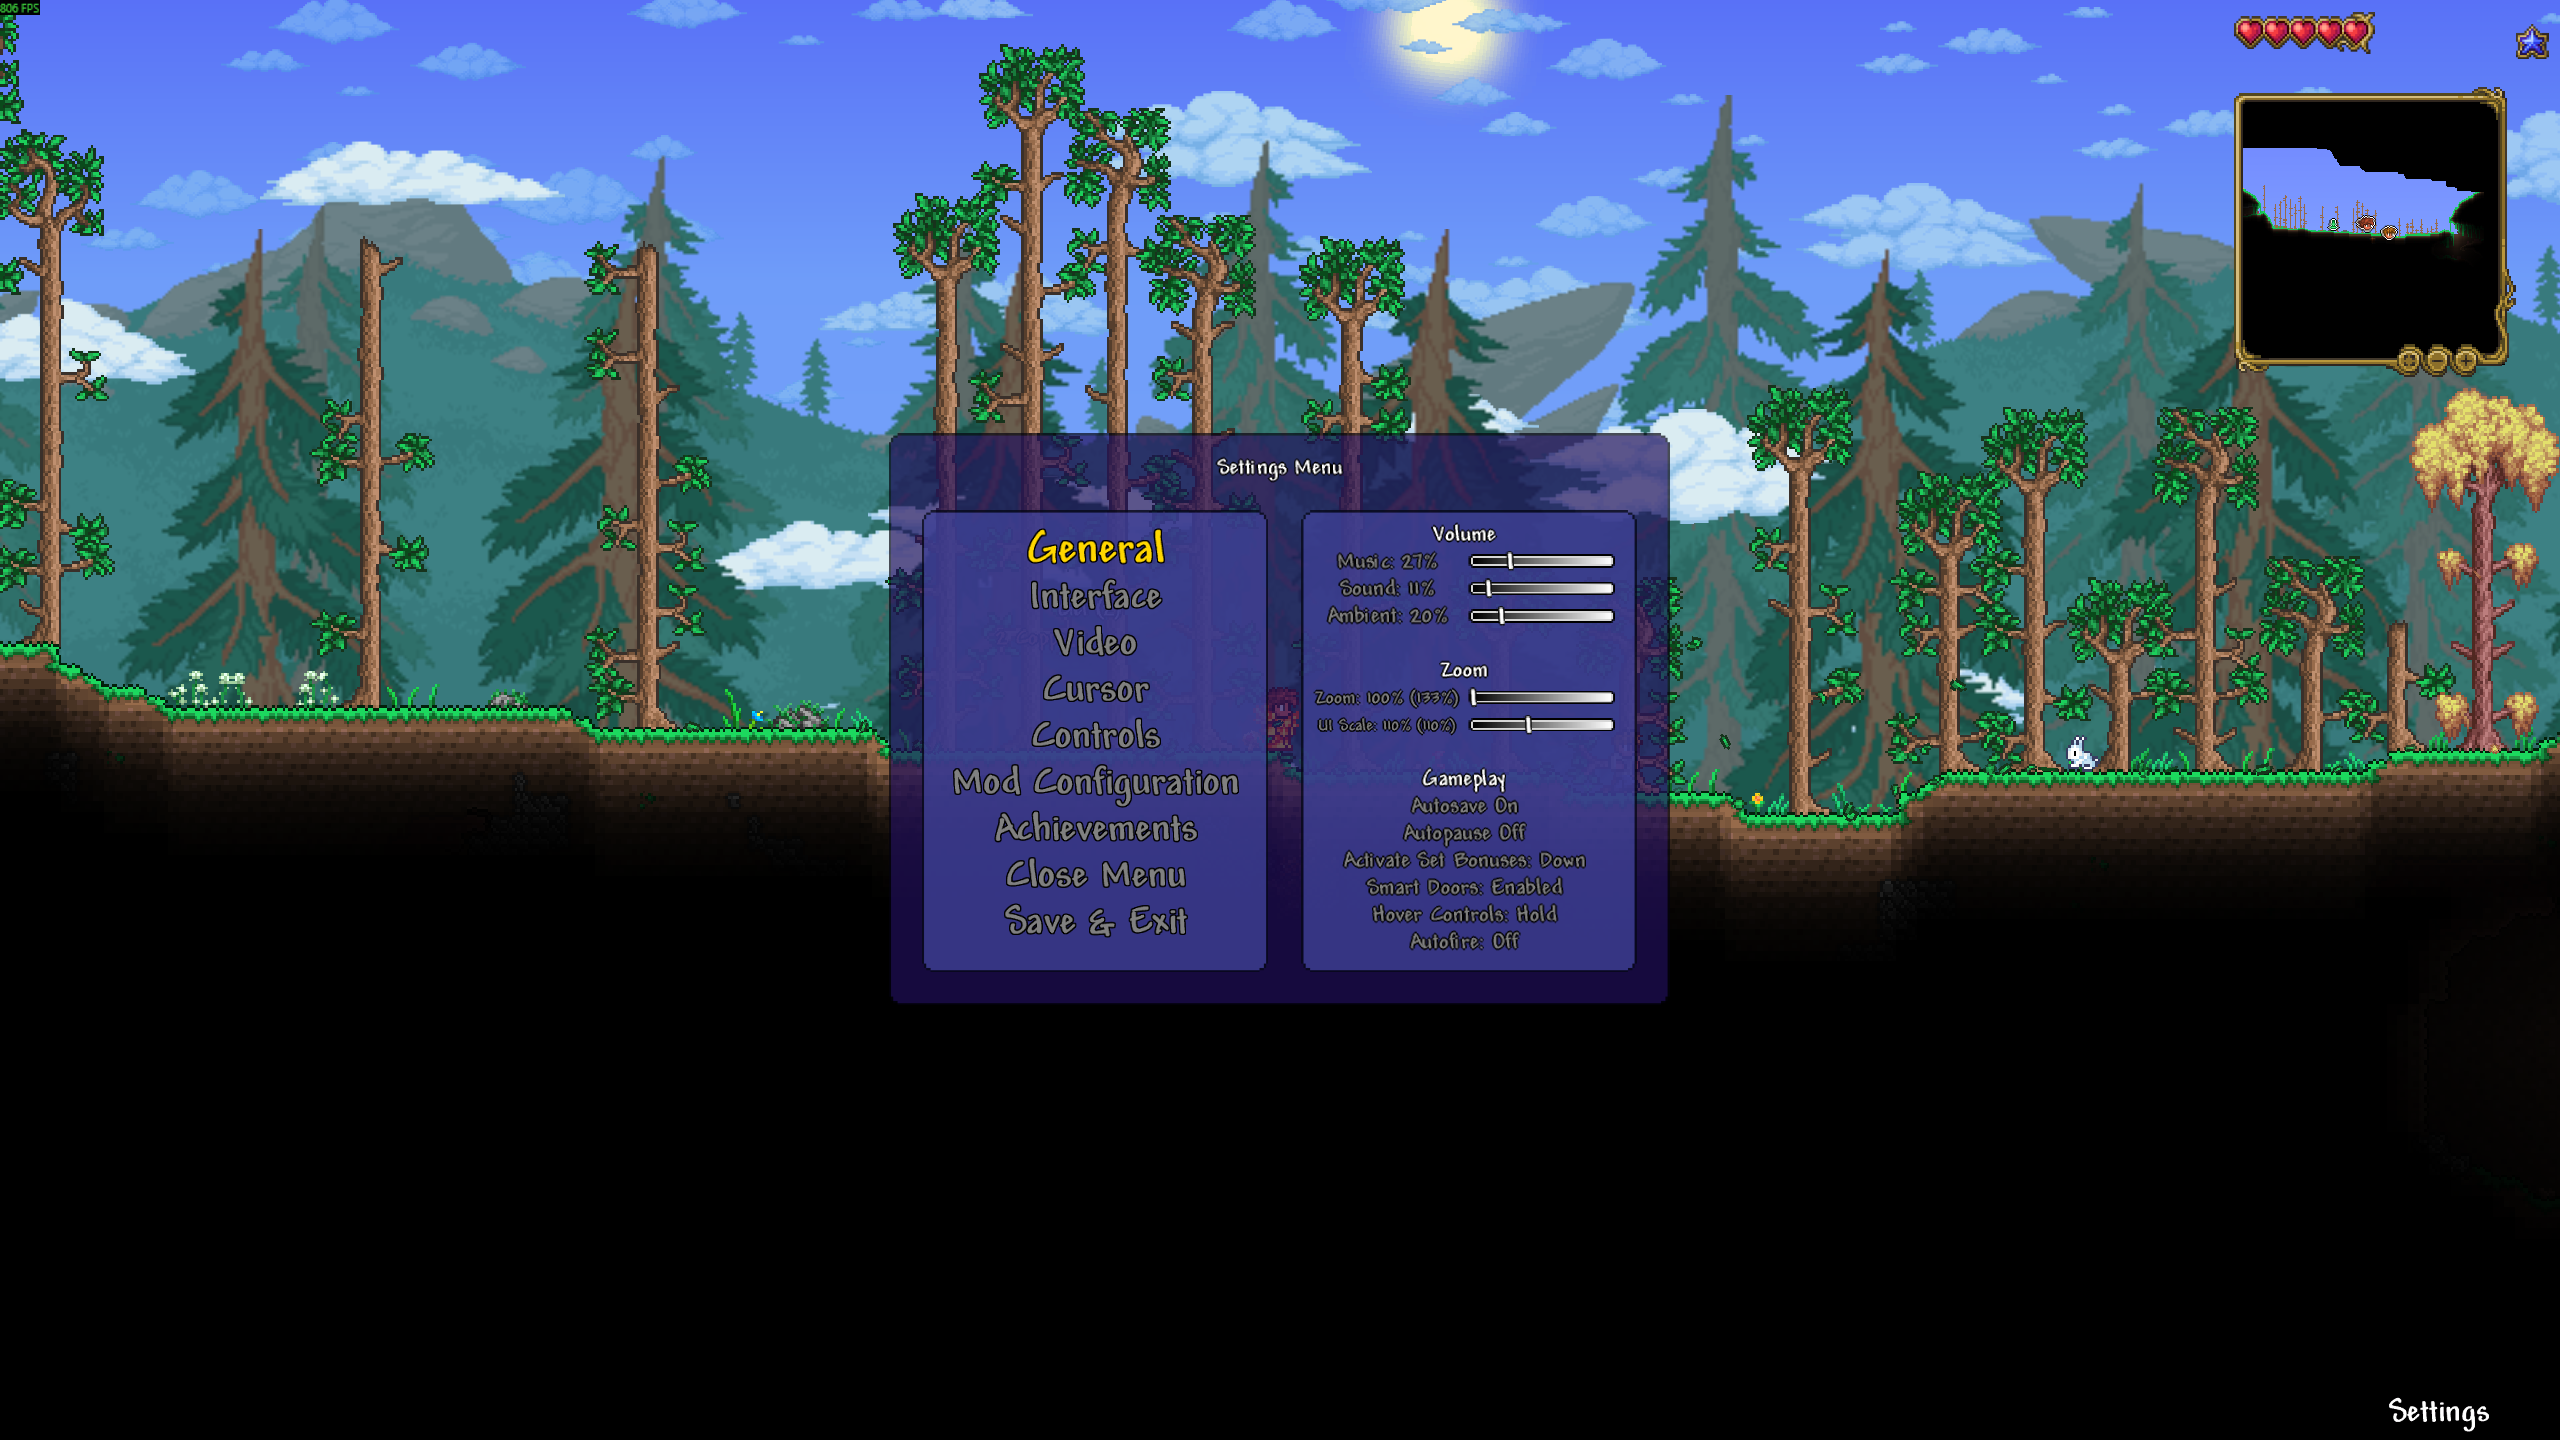 806 FPS
Settings Menu
General
Interface
Video
Cursor
Controls
Mod Configuration
Achievements
Close Menu
Save & Exit
Volume
Music: 27%
Sound: 11%
Ambient: 20%
Zoom
Zoom: 100% (133%)
UI Scale: 110% (110%)
Gameplay
Autosave On
Autopause Off
Activate Set Bonuses: Down
Smart Doors: Enabled
Hover Controls: Hold
Autofire: Off
Settings